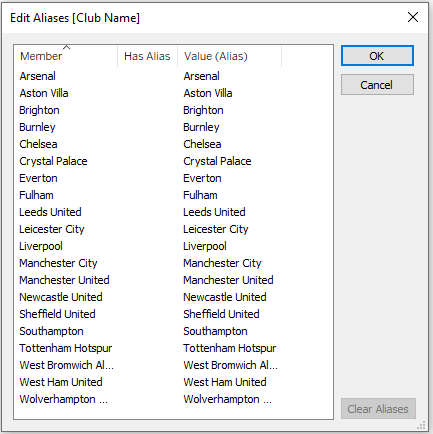 Edit Aliases [Club Name]
Member Has Alias Value (Alias)
OK
Cancel
Arsenal Arsenal
Aston Villa Aston Villa
Brighton Brighton
Burnley Burnley
Chelsea Chelsea
Crystal Palace Crystal Palace
Everton Everton
Fulham Fulham
Leeds United Leeds United
Leicester City Leicester City
Liverpool Liverpool
Manchester City Manchester City
Manchester United Manchester United
Newcastle United Newcastle United
Sheffield United Sheffield United
Southampton Southampton
Tottenham Hotspur Tottenham Hotspur
West Bromwich Al... West Bromwich Al...
West Ham United West Ham United
Wolverhampton ... Wolverhampton ...
Clear Aliases